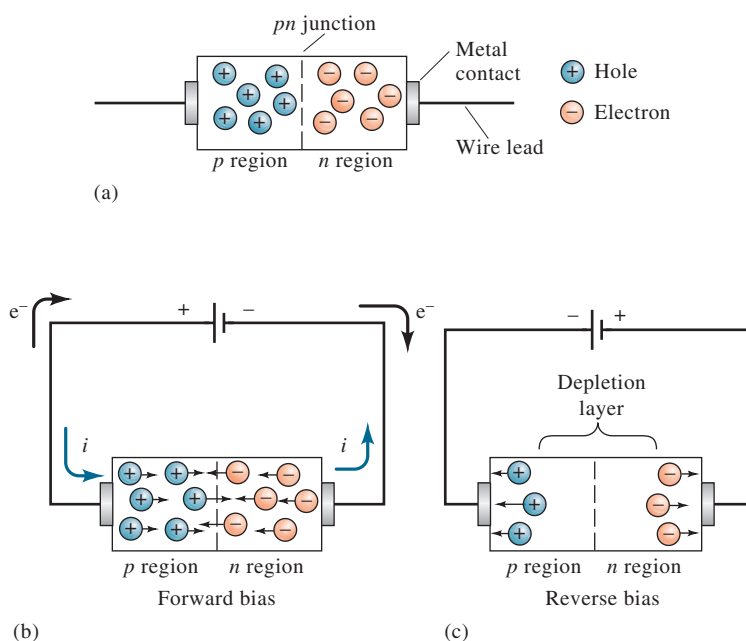 pn junction
Metal
contact
+ Hole
− Electron
Wire lead
p region n region
(a)
e⁻ + − e⁻
− +
Depletion
layer
i i
p region n region
Forward bias
p region n region
Reverse bias
(b)
(c)